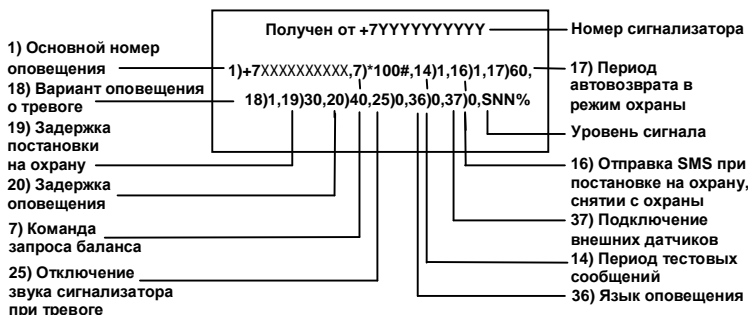 Получен от +7YYYYYYYYYY
Номер сигнализатора
1) Основной номер
оповещения
1)+7XXXXXXXXXX,7)*100#,14)1,16)1,17)60,
18)1,19)30,20)40,25)0,36)0,37)0,SNN%
18) Вариант оповещения
о тревоге
19) Задержка
постановки
на охрану
20) Задержка
оповещения
7) Команда
запроса баланса
25) Отключение
звука сигнализатора
при тревоге
17) Период
автовозврата в
режим охраны
Уровень сигнала
16) Отправка SMS при
постановке на охрану,
снятии с охраны
37) Подключение
внешних датчиков
14) Период тестовых
сообщений
36) Язык оповещения